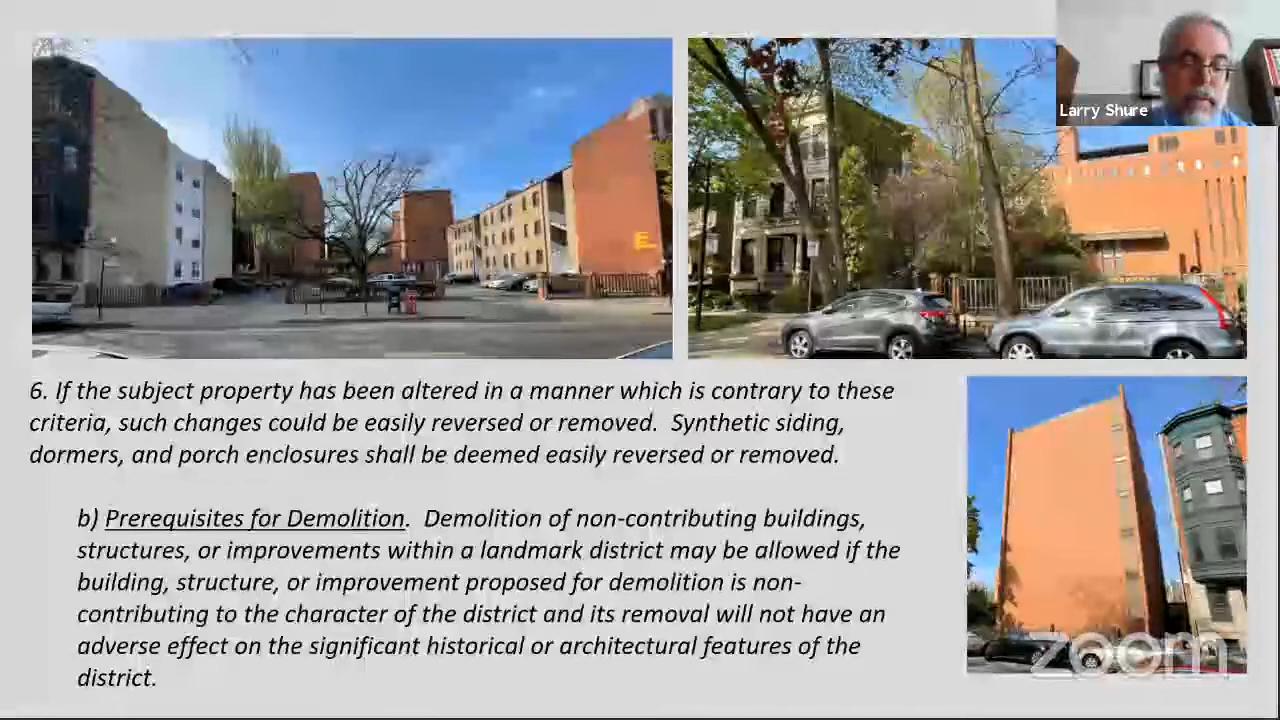 Larry Shure
6. If the subject property has been altered in a manner which is contrary to these
criteria, such changes could be easily reversed or removed.  Synthetic siding,
dormers, and porch enclosures shall be deemed easily reversed or removed.
b) Prerequisites for Demolition.  Demolition of non-contributing buildings,
structures, or improvements within a landmark district may be allowed if the
building, structure, or improvement proposed for demolition is non-
contributing to the character of the district and its removal will not have an
adverse effect on the significant historical or architectural features of the
district.
zoom